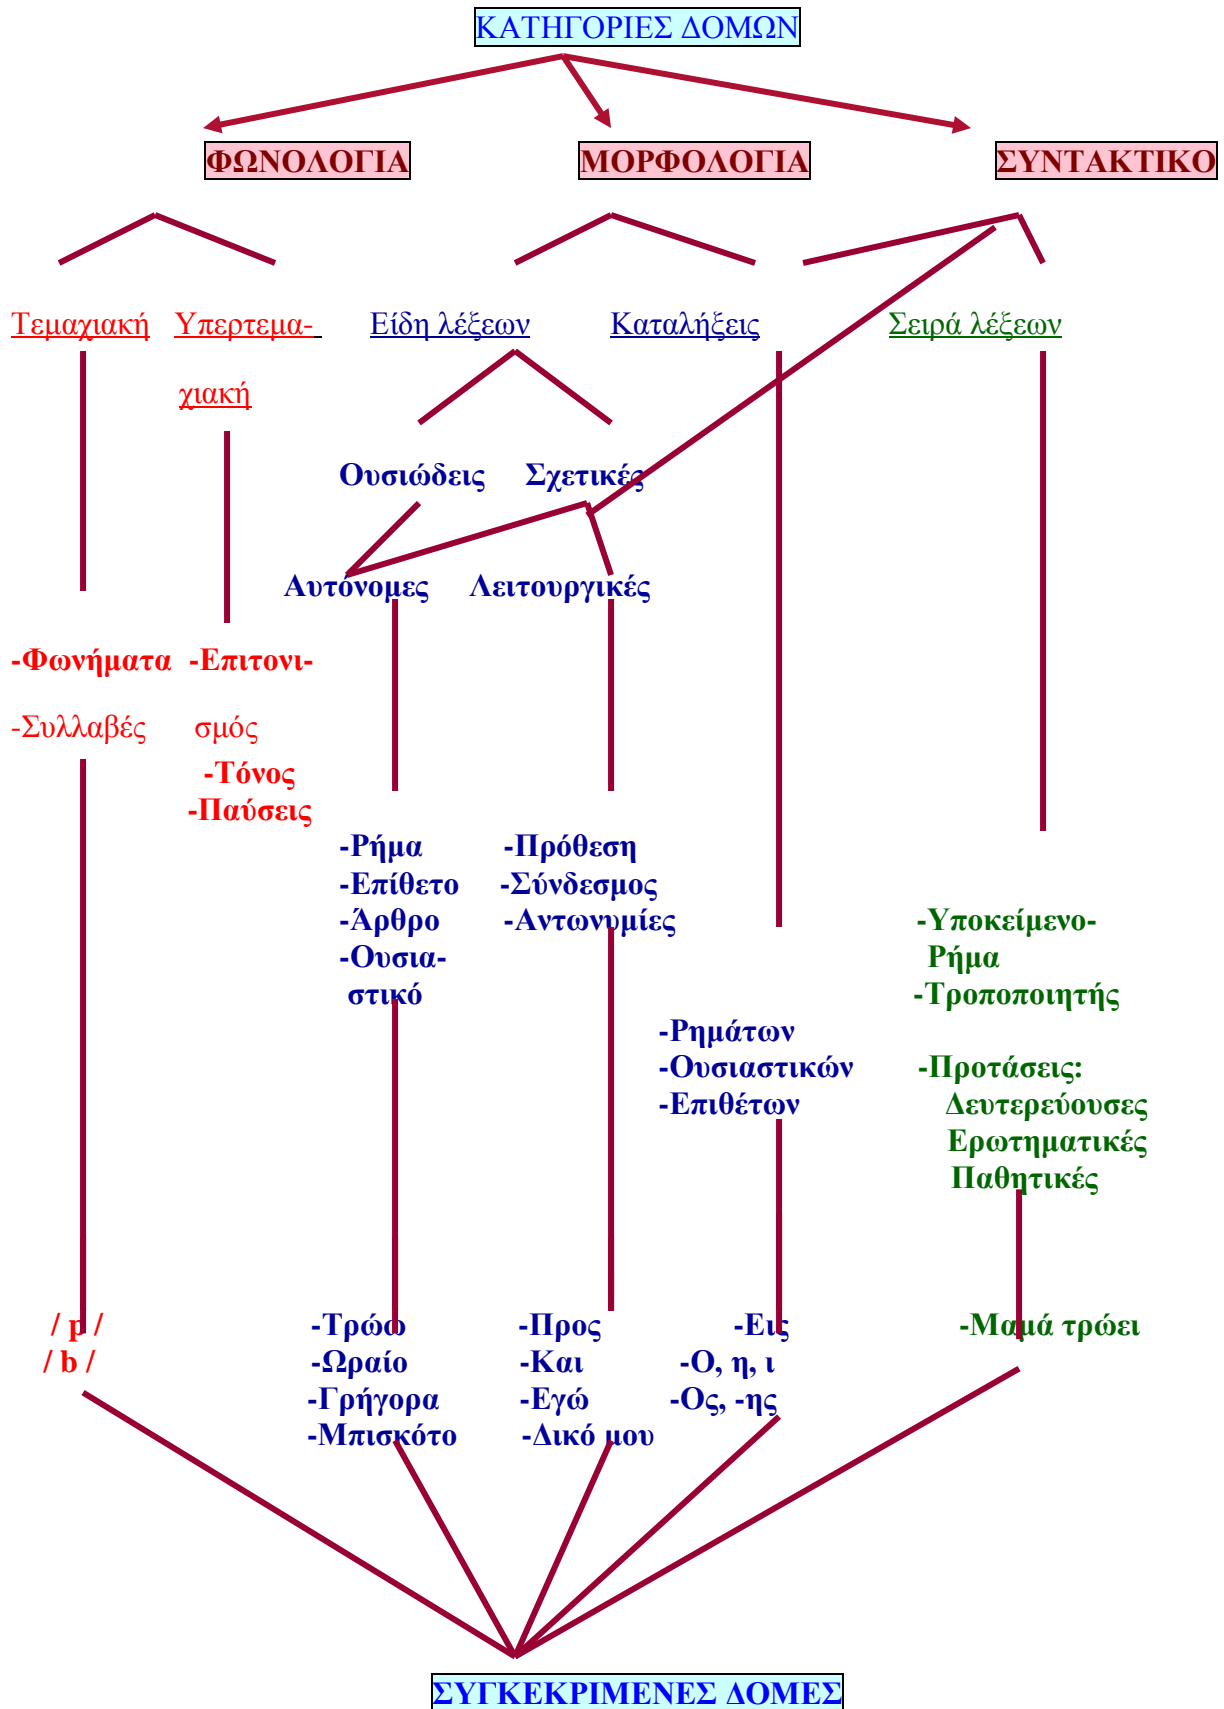 ΚΑΤΗΓΟΡΙΕΣ ΔΟΜΩΝ
ΦΩΝΟΛΟΓΙΑ ΜΟΡΦΟΛΟΓΙΑ ΣΥΝΤΑΚΤΙΚΟ
Τεμαχιακή Υπερτεμα- Είδη λέξεων Καταλήξεις Σειρά λέξεων
χιακή
Ουσιώδεις Σχετικές
Αυτόνομες Λειτουργικές
-Φωνήματα -Επιτονι-
-Συλλαβές σμός
-Τόνος
-Παύσεις
-Ρήμα -Πρόθεση
-Επίθετο -Σύνδεσμος
-Άρθρο -Αντωνυμίες -Υποκείμενο-
-Ουσια- Ρήμα
στικό -Τροποποιητής
-Ρημάτων
-Ουσιαστικών -Προτάσεις:
-Επιθέτων Δευτερεύουσες
Ερωτηματικές
Παθητικές
/ p / -Τρώω -Προς -Εις -Μαμά τρώει
/ b / -Ωραίο -Και -Ο, η, ι
-Γρήγορα -Εγώ -Ος, -ης
-Μπισκότο -Δικό μου
ΣΥΓΚΕΚΡΙΜΕΝΕΣ ΔΟΜΕΣ